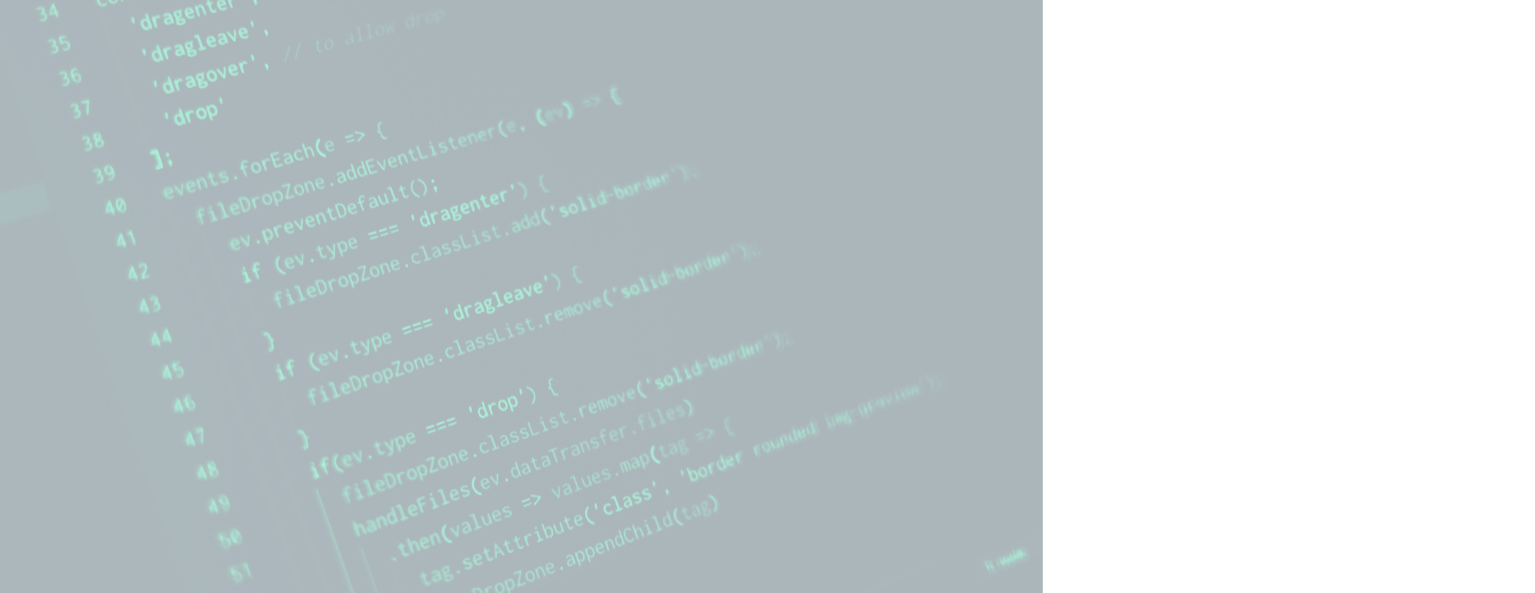 34
35 'dragenter',
36 'dragleave',
37 'dragover', // to allow drop
38 'drop'
39 ];
40 events.forEach(e => {
41 fileDropZone.addEventListener(e, (ev) => {
42 ev.preventDefault();
43 if (ev.type === 'dragenter') {
44 fileDropZone.classList.add('solid-border');
45 }
46 if (ev.type === 'dragleave') {
47 fileDropZone.classList.remove('solid-border');
48 }
49 if(ev.type === 'drop') {
50 fileDropZone.classList.remove('solid-border');
51 handleFiles(ev.dataTransfer.files)
.then(values => values.map(tag => {
tag.setAttribute('class', 'border rounded img-preview');
DropZone.appendChild(tag)